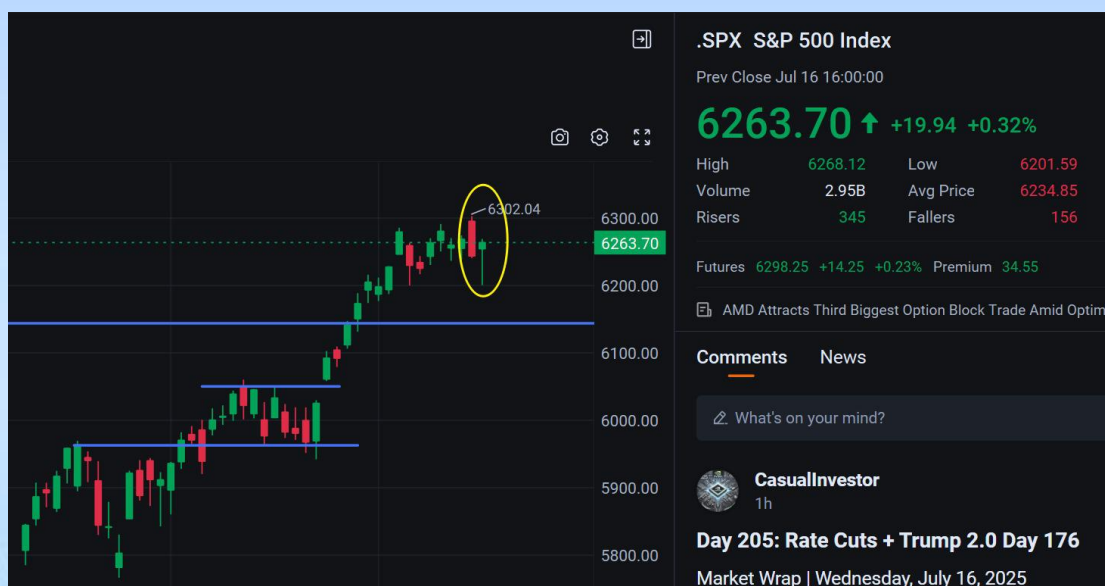 .SPX S&P 500 Index
Prev Close Jul 16 16:00:00
6263.70 +19.94 +0.32%
High 6268.12 Low 6201.59
Volume 2.95B Avg Price 6234.85
Risers 345 Fallers 156
Futures 6298.25 +14.25 +0.23% Premium 34.55
AMD Attracts Third Biggest Option Block Trade Amid Optim
Comments News
What's on your mind?
CasualInvestor
1h
Day 205: Rate Cuts + Trump 2.0 Day 176
Market Wrap | Wednesday, July 16, 2025
6302.04
6300.00
6263.70
6200.00
6100.00
6000.00
5900.00
5800.00